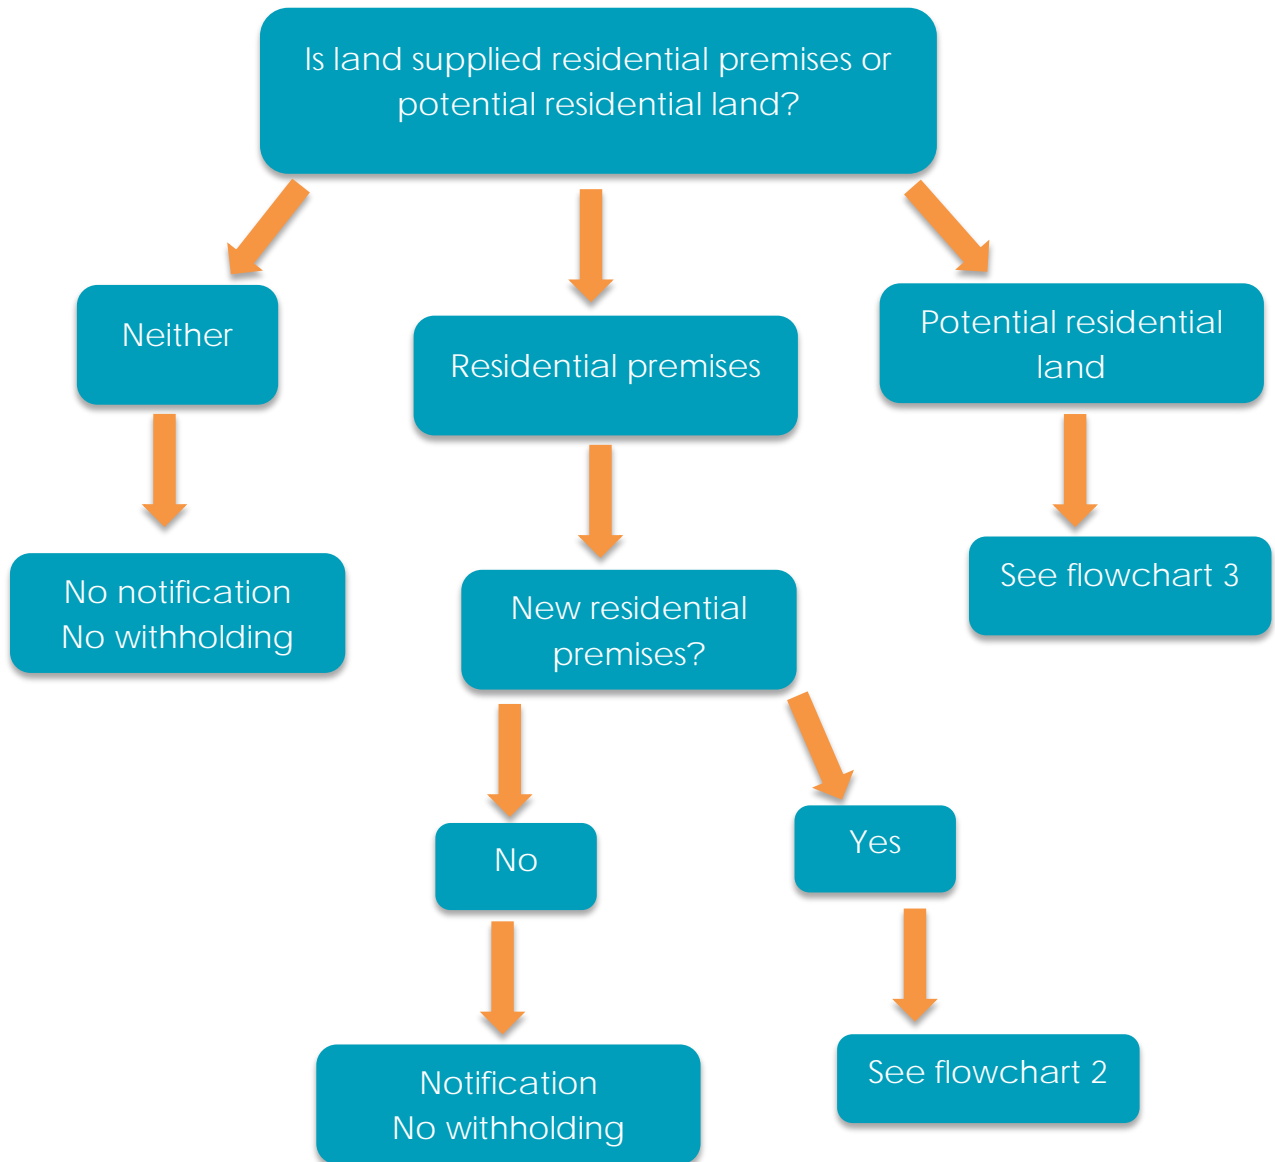 Is land supplied residential premises or
potential residential land?
Neither
Residential premises
Potential residential
land
No notification
No withholding
New residential
premises?
See flowchart 3
No
Yes
Notification
No withholding
See flowchart 2